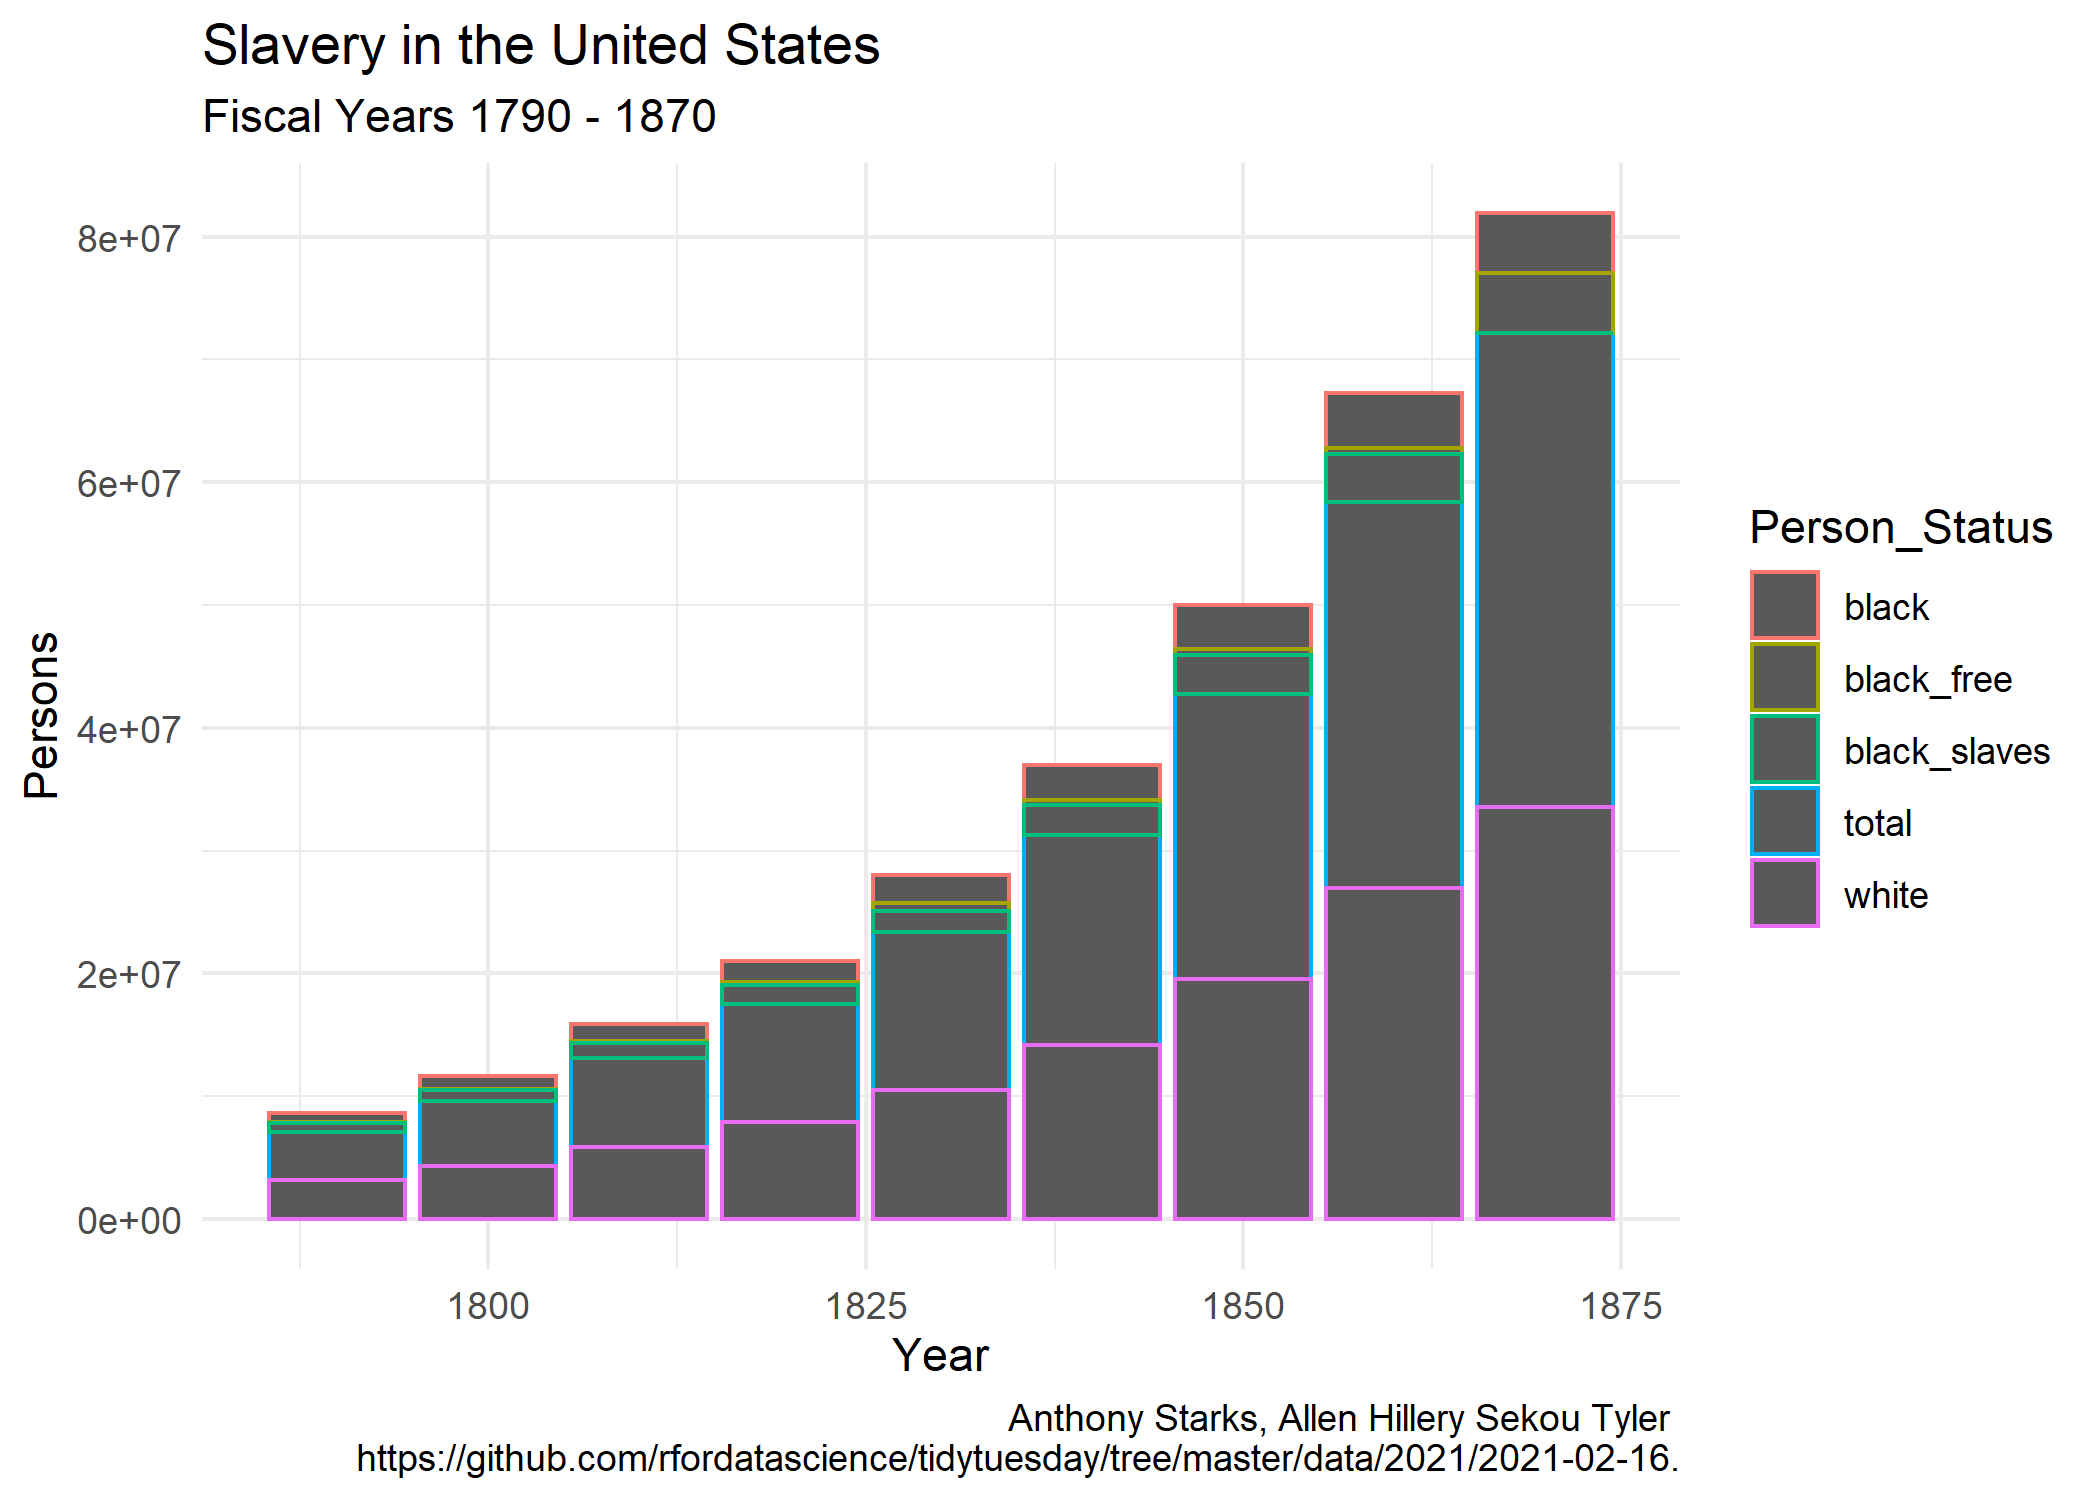 Slavery in the United States
Fiscal Years 1790 - 1870
8e+07
6e+07
4e+07
2e+07
0e+00
Persons
1800
1825
1850
1875
Year
Person_Status
black
black_free
black_slaves
total
white
Anthony Starks, Allen Hillery Sekou Tyler
https://github.com/rfordatascience/tidytuesday/tree/master/data/2021/2021-02-16.